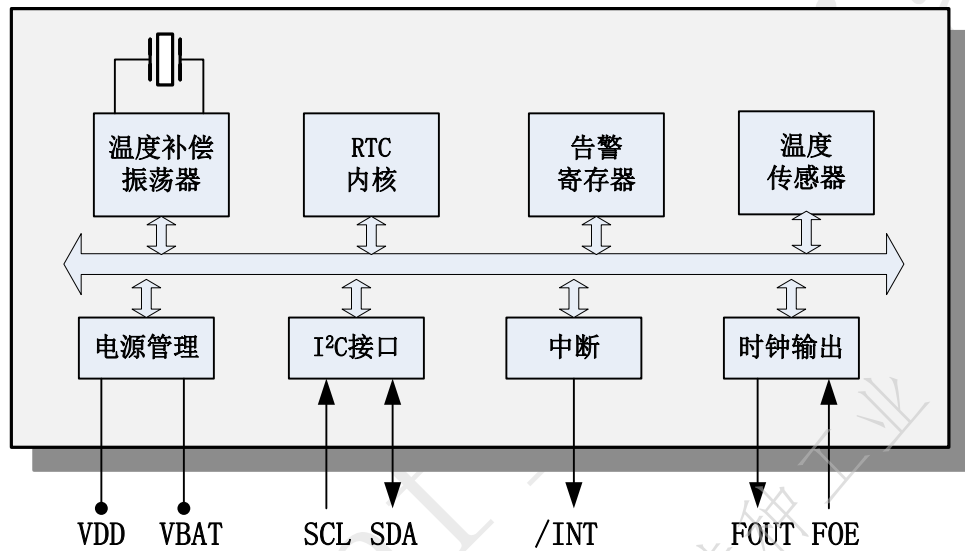 温度补偿
振荡器
RTC
内核
告警
寄存器
温度
传感器
电源管理
I²C接口
中断
时钟输出
VDD VBAT SCL SDA /INT FOUT FOE